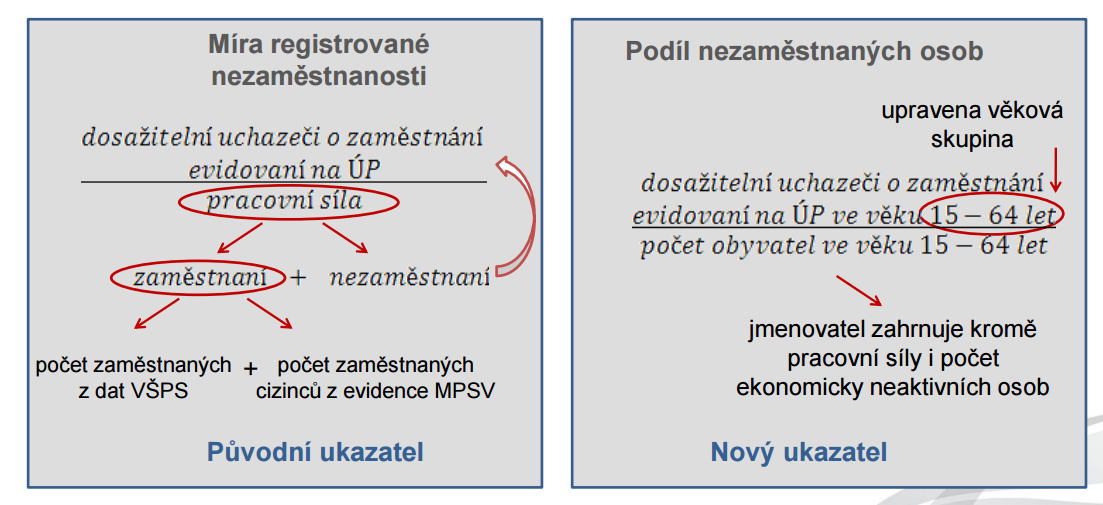 Míra registrované
nezaměstnanosti
dosažitelní uchazeči o zaměstnání
evidovaní na ÚP
pracovní síla
zaměstnaní + nezaměstnaní
počet zaměstnaných
z dat VŠPS
+
počet zaměstnaných
cizinců z evidence MPSV
Původní ukazatel
Podíl nezaměstnaných osob
upravena věková
skupina
dosažitelní uchazeči o zaměstnání
evidovaní na ÚP ve věku 15 – 64 let
počet obyvatel ve věku 15 – 64 let
jmenovatel zahrnuje kromě
pracovní síly i počet
ekonomicky neaktivních osob
Nový ukazatel